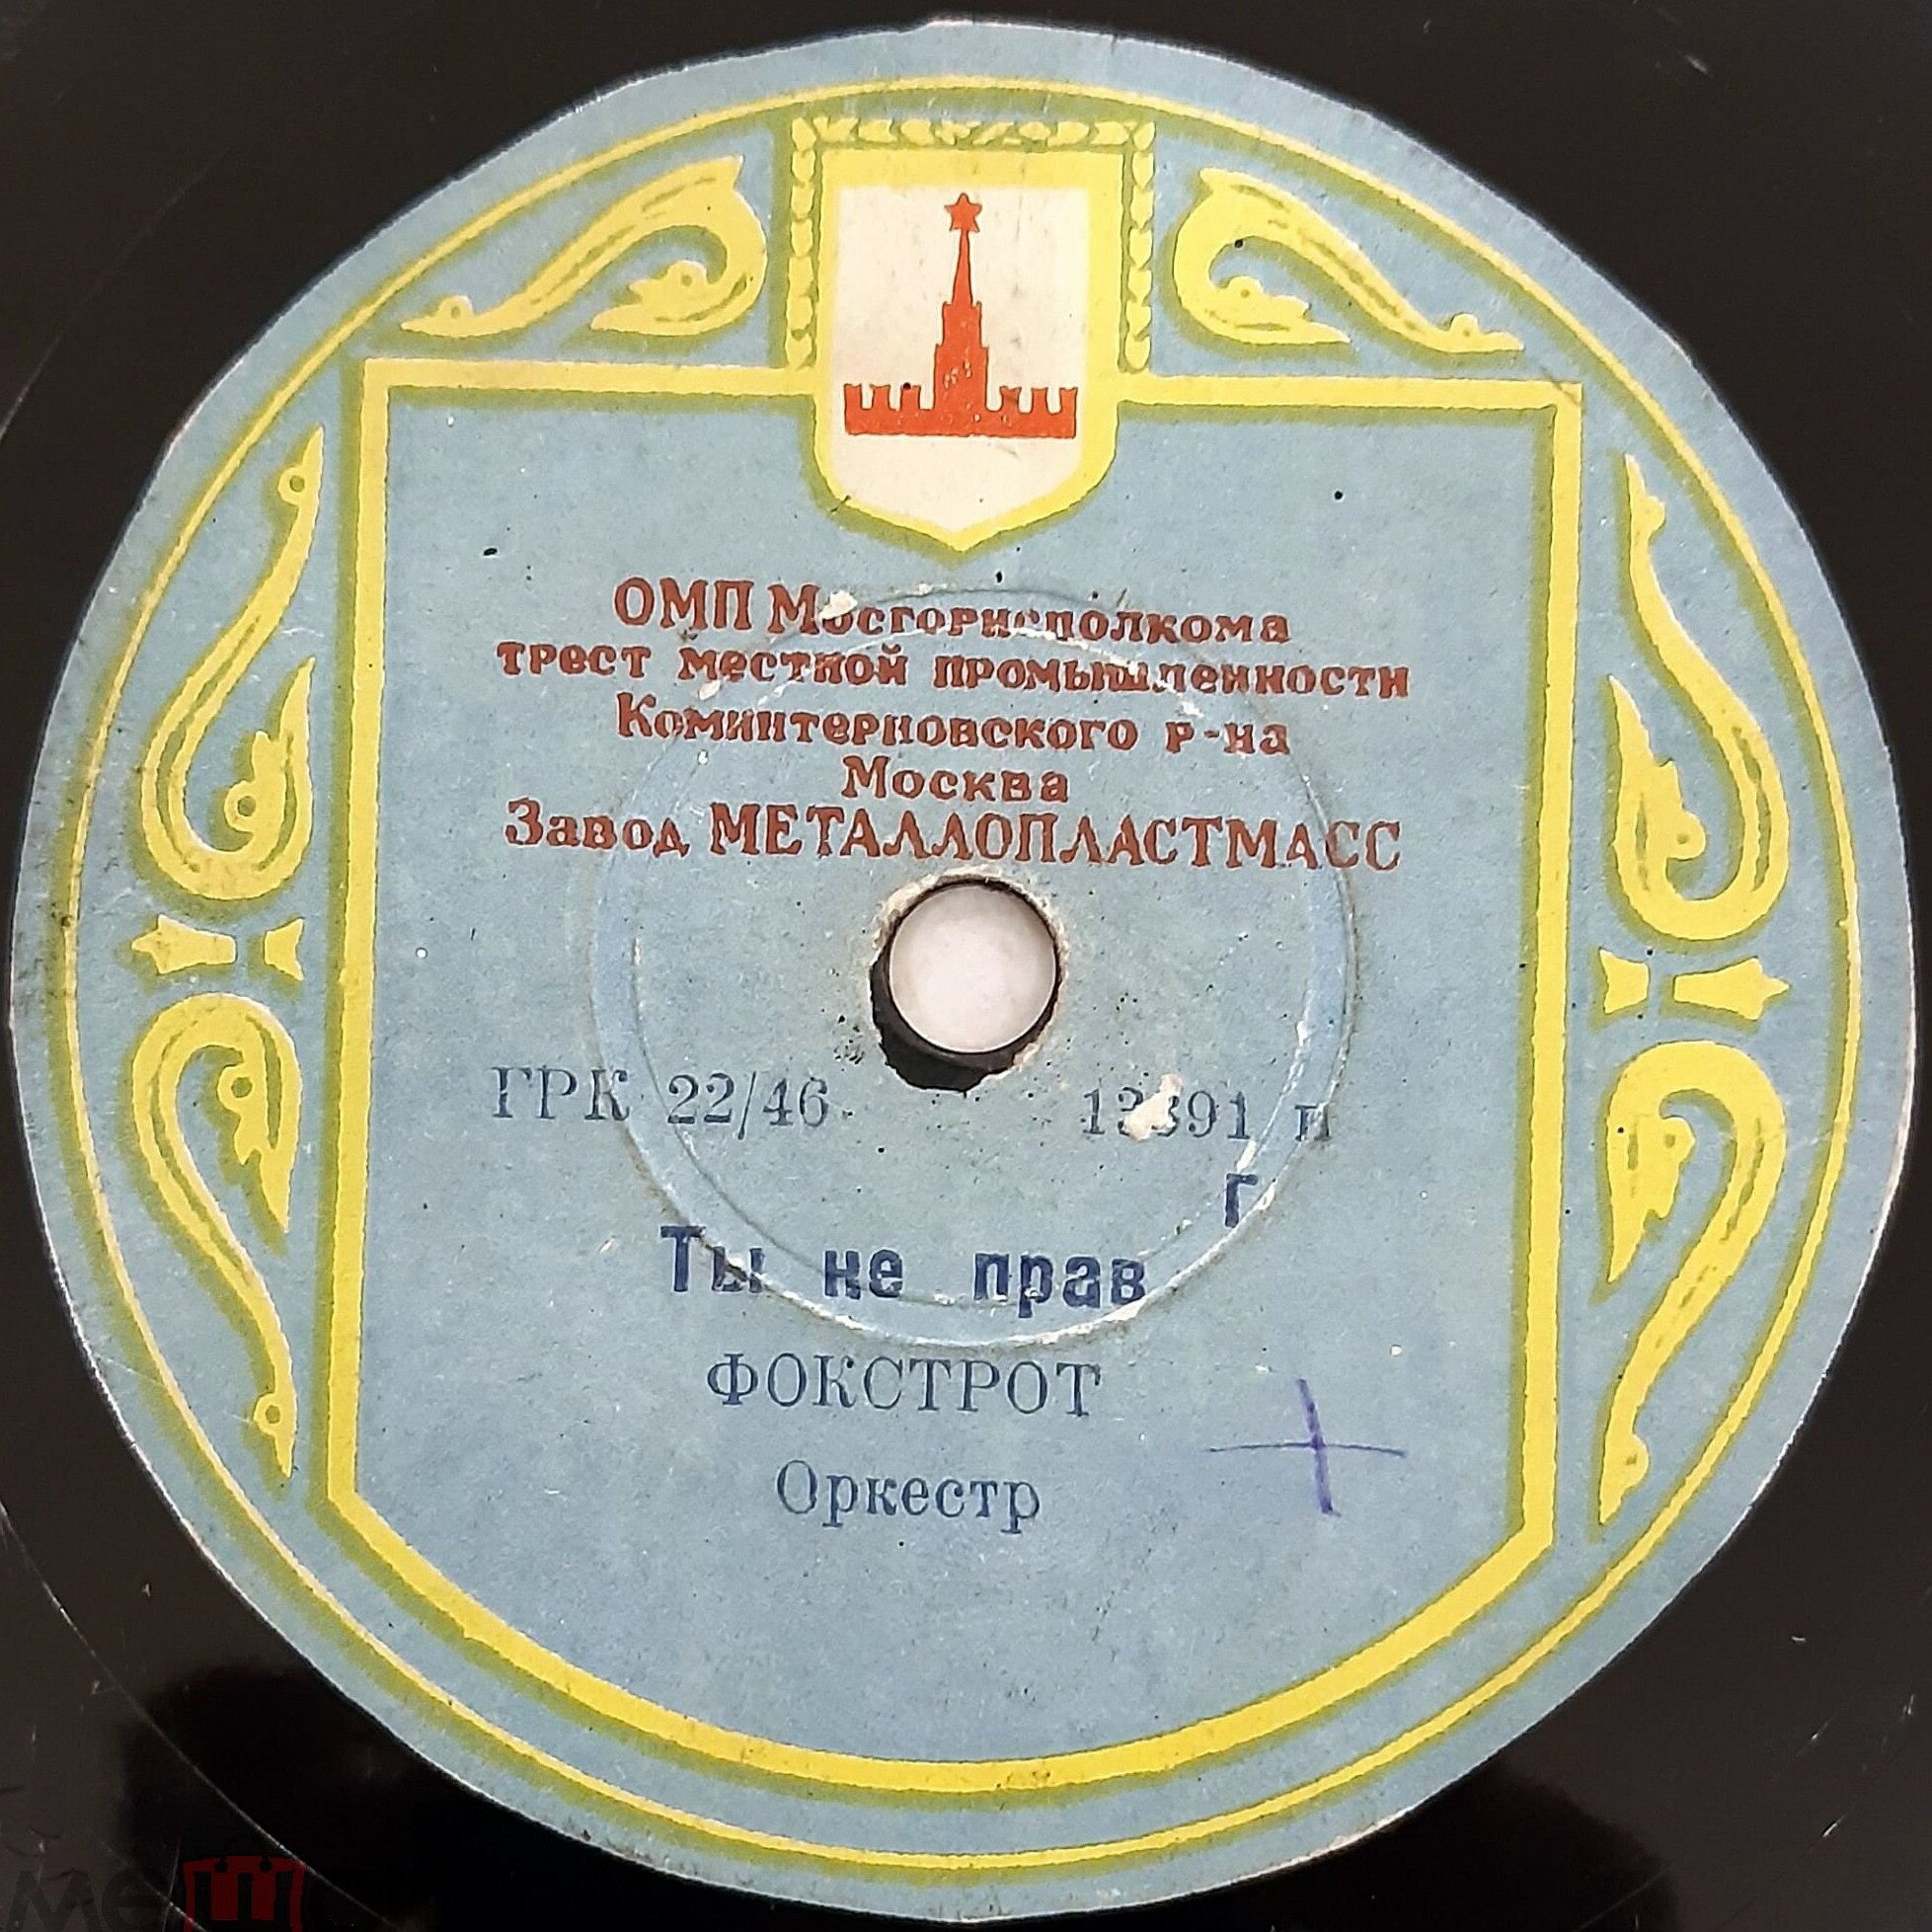 ОМП Мосгорисполкома
трест местной промышленности
Коминтерновского р-на
Москва
Завод МЕТАЛЛОПЛАСТМАСС
ГРК 22/46
Г
Ты не прав
ФОКСТРОТ
Оркестр